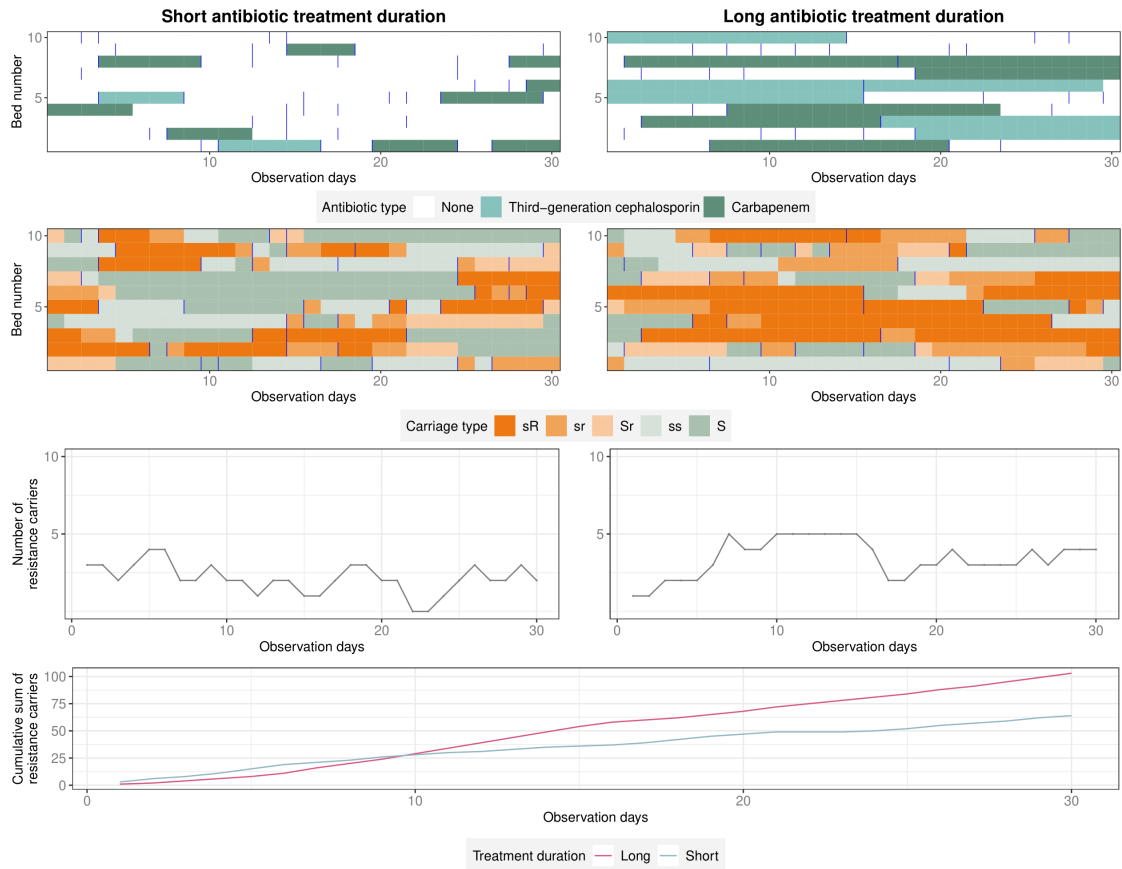 Short antibiotic treatment duration
Long antibiotic treatment duration
Bed number
10
5
10
20
30
Observation days
10
5
10
20
30
Observation days
Antibiotic type None Third−generation cephalosporin Carbapenem
Bed number
10
5
10
20
30
Observation days
10
5
10
20
30
Observation days
Carriage type sR sr Sr ss S
Number of
resistance carriers
10
5
0
10
20
30
Observation days
10
5
0
10
20
30
Observation days
Cumulative sum of
resistance carriers
100
75
50
25
0
0
10
20
30
Observation days
Treatment duration Long Short